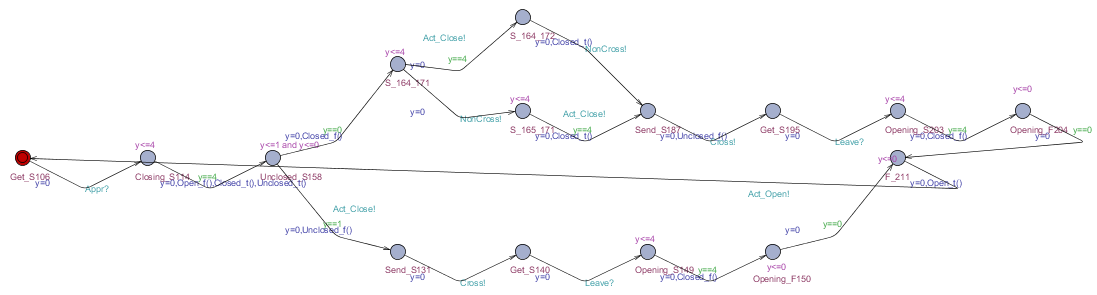 S_164_172
y=0,Closed_t()
NonCross!
Act_Close!
y==4
y<=4
y=0
S_164_171
y=0
NonCross!
y<=4
S_165_171
Act_Close!
y==4
y=0,Closed_t()
Send_S187
y=0,Unclosed_f()
Cross!
Get_S195
y=0
Leave?
y<=4
Opening_S203
y==4
y=0,Closed_f()
y<=0
Opening_F204
y=0
y==0
Get_S106
y=0
Appr?
y<=4
Closing_S114
y==4
y=0,Open_f(),Closed_t(),Unclosed_t()
y<=1 and y<=0
Unclosed_S158
y==0
y=0,Closed_f()
y<=0
F_211
y=0,Open_t()
Act_Open!
Act_Close!
y==1
y=0,Unclosed_f()
Send_S131
y=0
Cross!
Get_S140
y=0
Leave?
y<=4
Opening_S149
y==4
y=0,Closed_f()
y<=0
Opening_F150
y=0
y==0